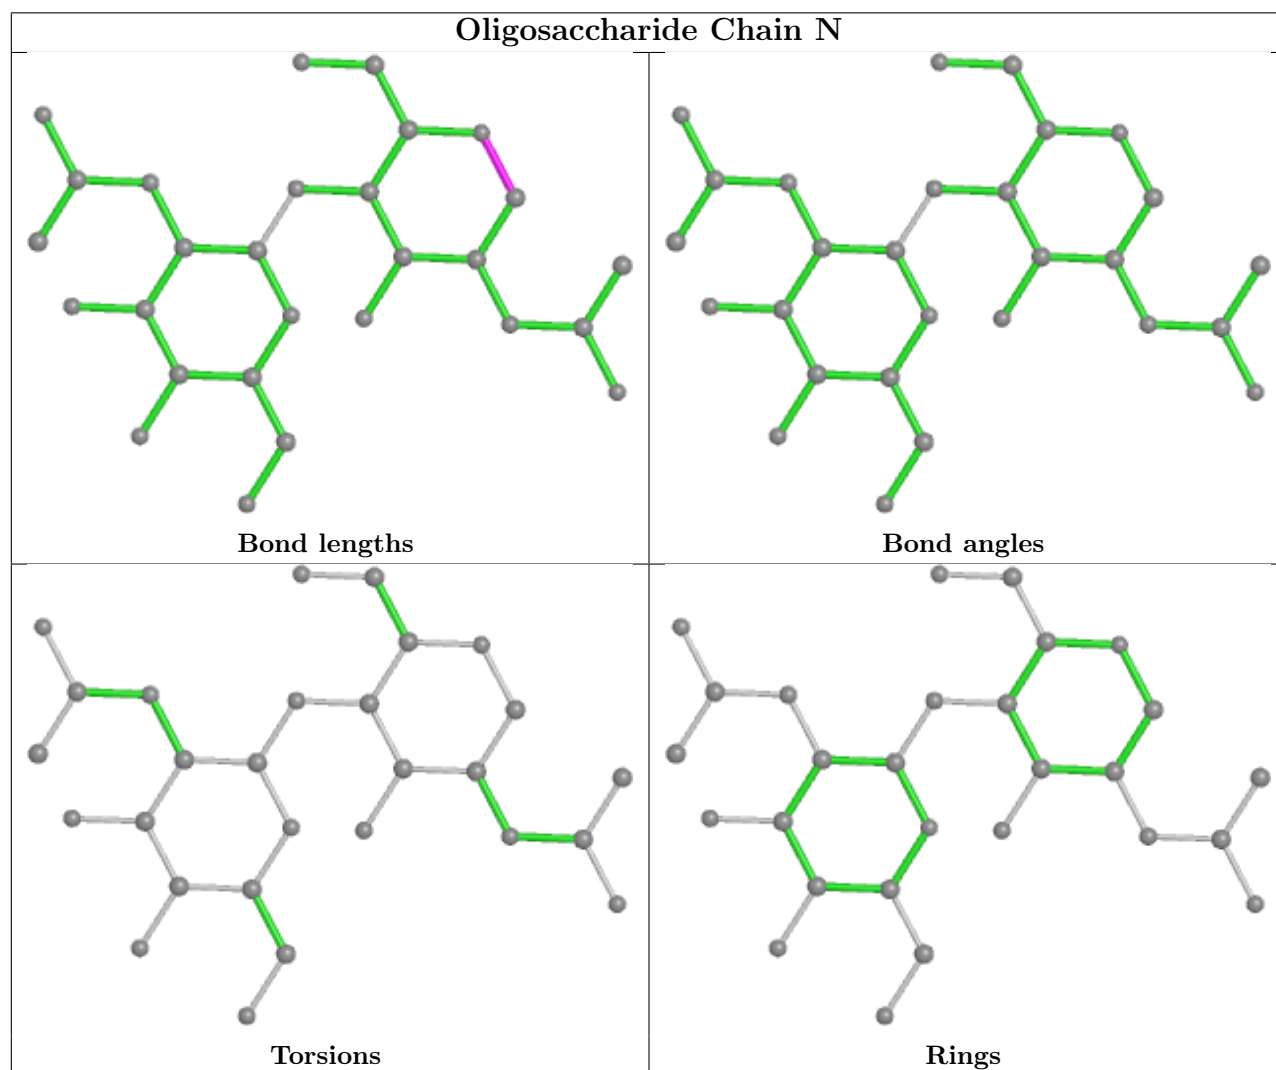 Oligosaccharide Chain N
Bond lengths
Bond angles
Torsions
Rings